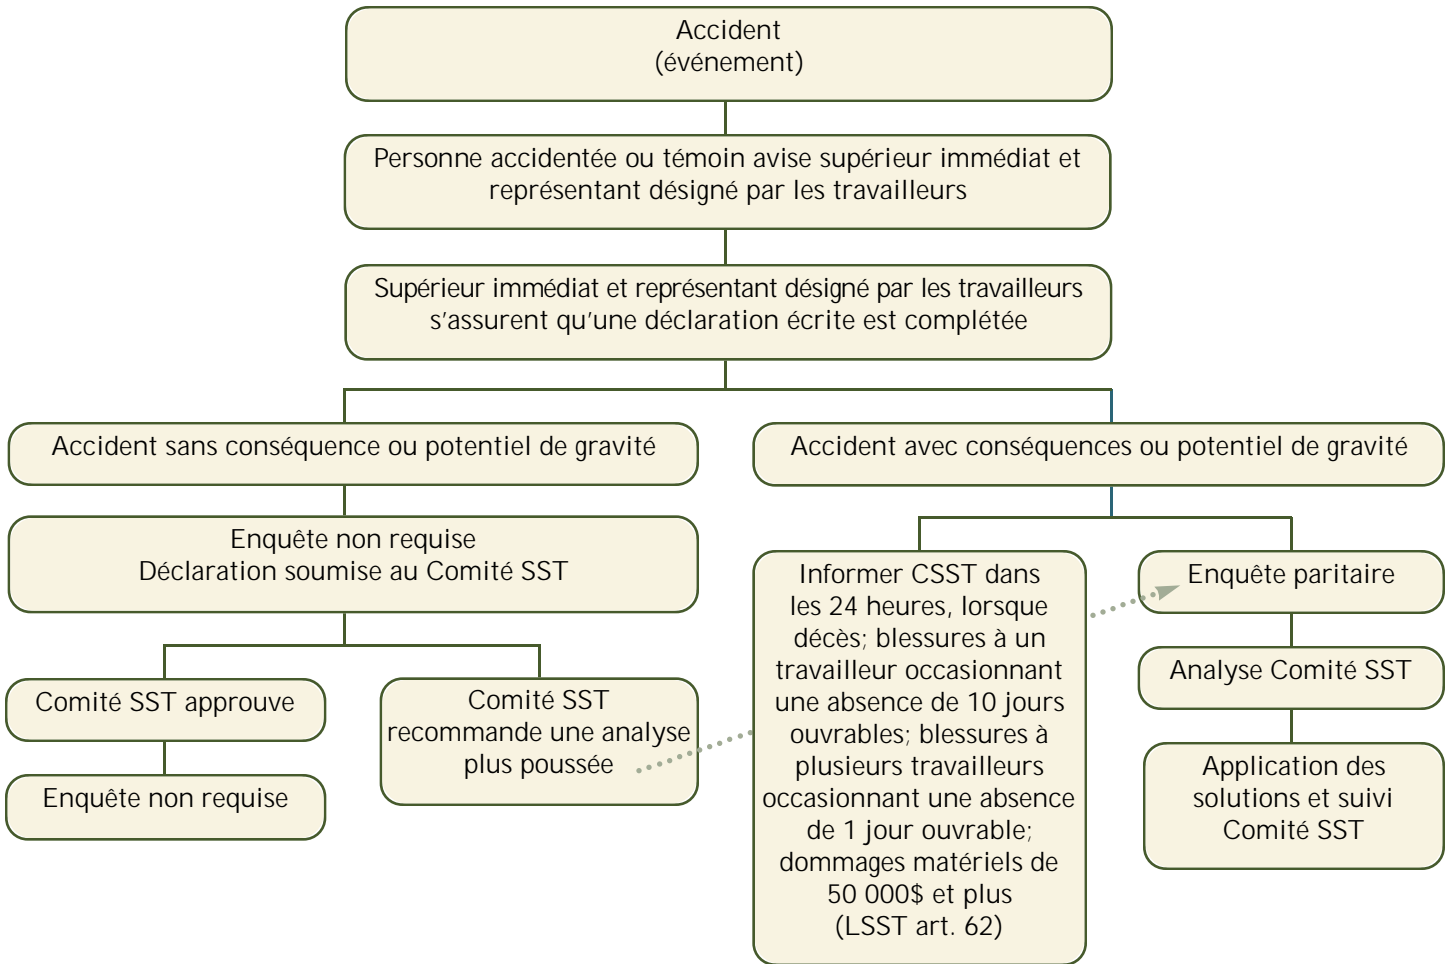 Accident
(événement)
Personne accidentée ou témoin avise supérieur immédiat et
représentant désigné par les travailleurs
Supérieur immédiat et représentant désigné par les travailleurs
s'assurent qu'une déclaration écrite est complétée
Accident sans conséquence ou potentiel de gravité
Enquête non requise
Déclaration soumise au Comité SST
Comité SST approuve
Enquête non requise
Comité SST
recommande une analyse
plus poussée
Accident avec conséquences ou potentiel de gravité
Informer CSST dans
les 24 heures, lorsque
décès; blessures à un
travailleur occasionnant
une absence de 10 jours
ouvrables; blessures à
plusieurs travailleurs
occasionnant une absence
de 1 jour ouvrable;
dommages matériels de
50 000$ et plus
(LSST art. 62)
Enquête paritaire
Analyse Comité SST
Application des
solutions et suivi
Comité SST